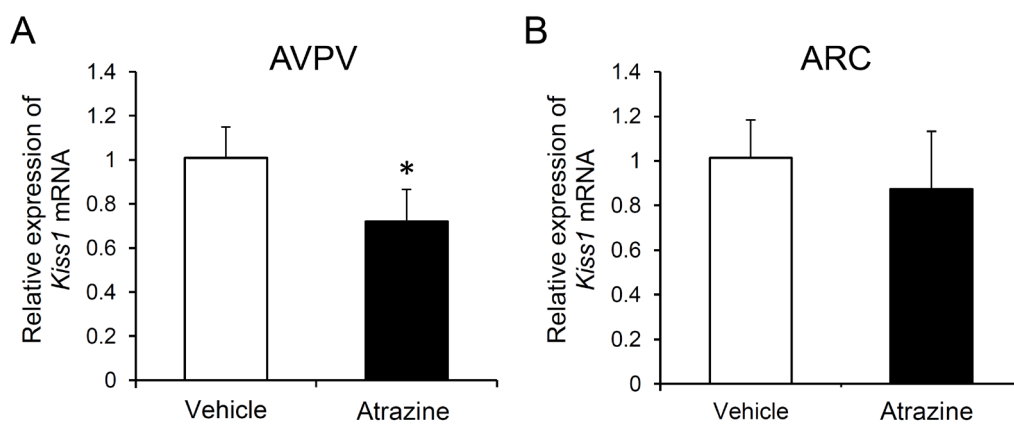 A
AVPV
Relative expression of
Kiss1 mRNA
1.4
1.2
1
0.8
0.6
0.4
0.2
0
*
Vehicle
Atrazine
B
ARC
Relative expression of
Kiss1 mRNA
1.4
1.2
1
0.8
0.6
0.4
0.2
0
Vehicle
Atrazine